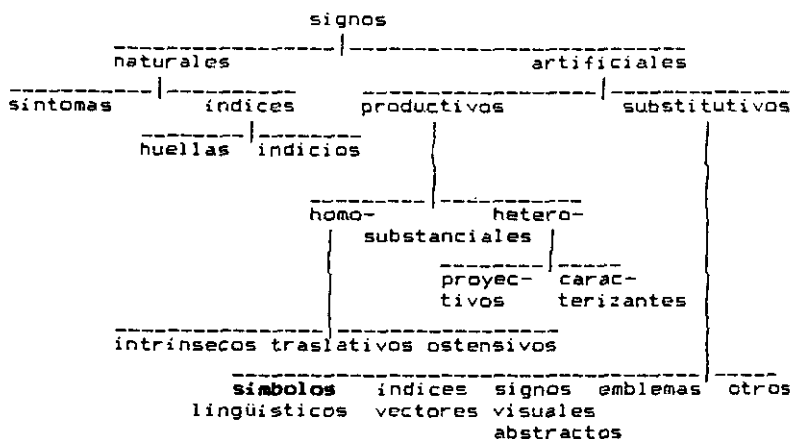 signos
naturales artificiales
síntomas índices productivos substitutivos
huellas indicios
homo- hetero-
substanciales
proyec- carac-
tivos terizantes
intrínsecos traslativos ostensivos
símbolos índices signos emblemas otros
lingüísticos vectores visuales
abstractos